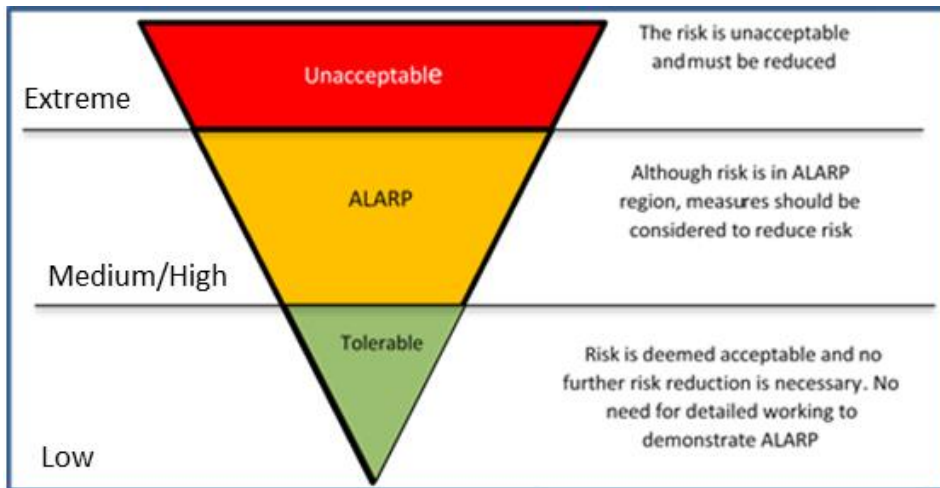 The risk is unacceptable
and must be reduced
Unacceptable
Extreme
Although risk is in ALARP
region, measures should be
considered to reduce risk
ALARP
Medium/High
Tolerable
Risk is deemed acceptable and no
further risk reduction is necessary. No
need for detailed working to
demonstrate ALARP
Low